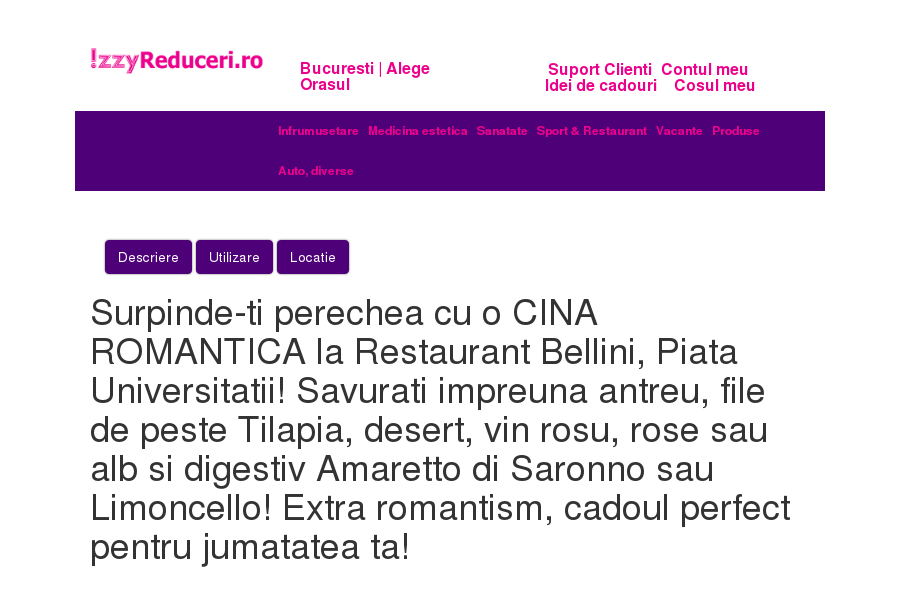 !zzyReduceri.ro
Bucuresti | Alege
Orasul
Suport Clienti Contul meu
Idei de cadouri Cosul meu
Infrumusetare Medicina estetica Sanatate Sport & Restaurant Vacante Produse
Auto, diverse
Descriere Utilizare Locatie
Surpinde-ti perechea cu o CINA
ROMANTICA la Restaurant Bellini, Piata
Universitatii! Savurati impreuna antreu, file
de peste Tilapia, desert, vin rosu, rose sau
alb si digestiv Amaretto di Saronno sau
Limoncello! Extra romantism, cadoul perfect
pentru jumatatea ta!